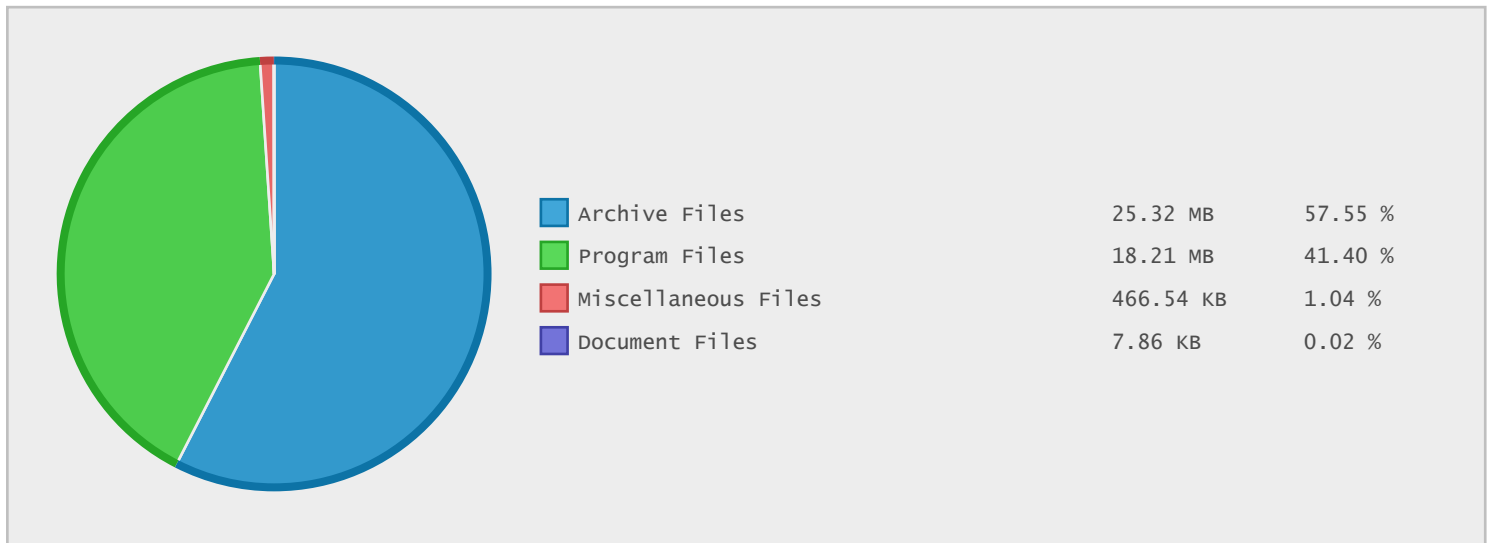 Archive Files 25.32 MB 57.55 %
Program Files 18.21 MB 41.40 %
Miscellaneous Files 466.54 KB 1.04 %
Document Files 7.86 KB 0.02 %